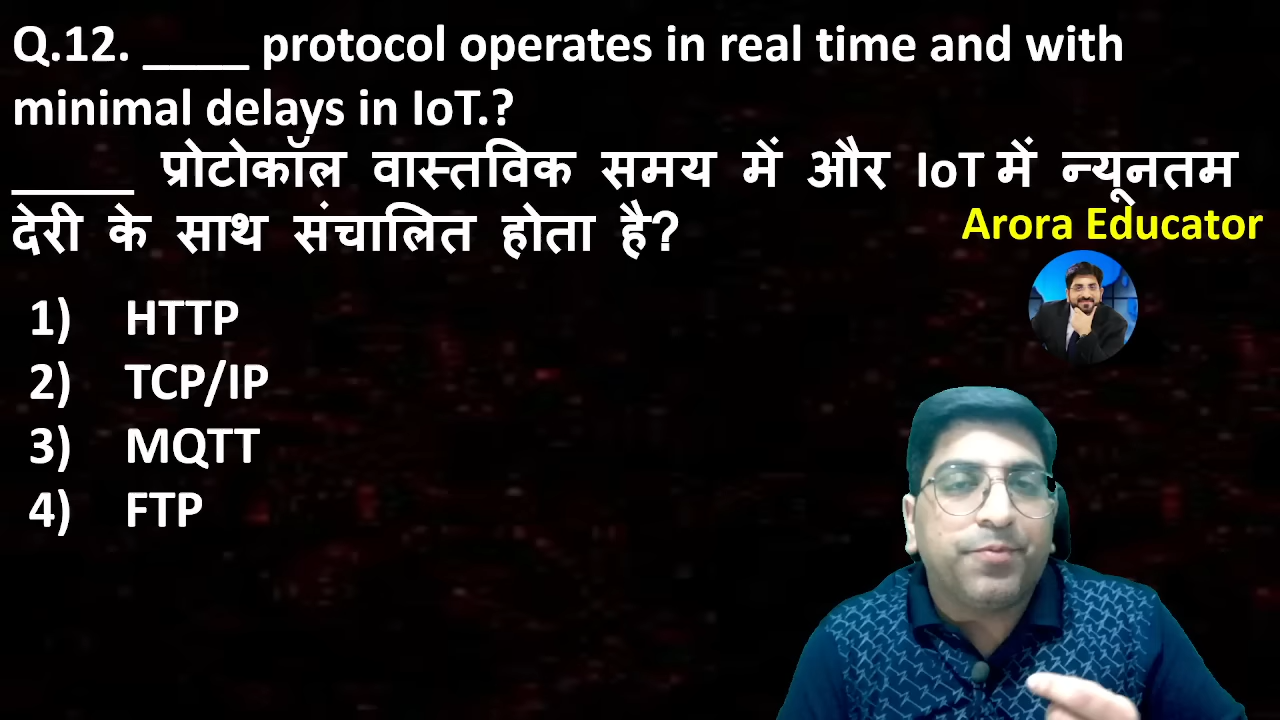 Q.12. ____ protocol operates in real time and with
minimal delays in IoT.?
_____ प्रोटोकॉल वास्तविक समय में और IoT में न्यूनतम
देरी के साथ संचालित होता है?
Arora Educator
1) HTTP
2) TCP/IP
3) MQTT
4) FTP